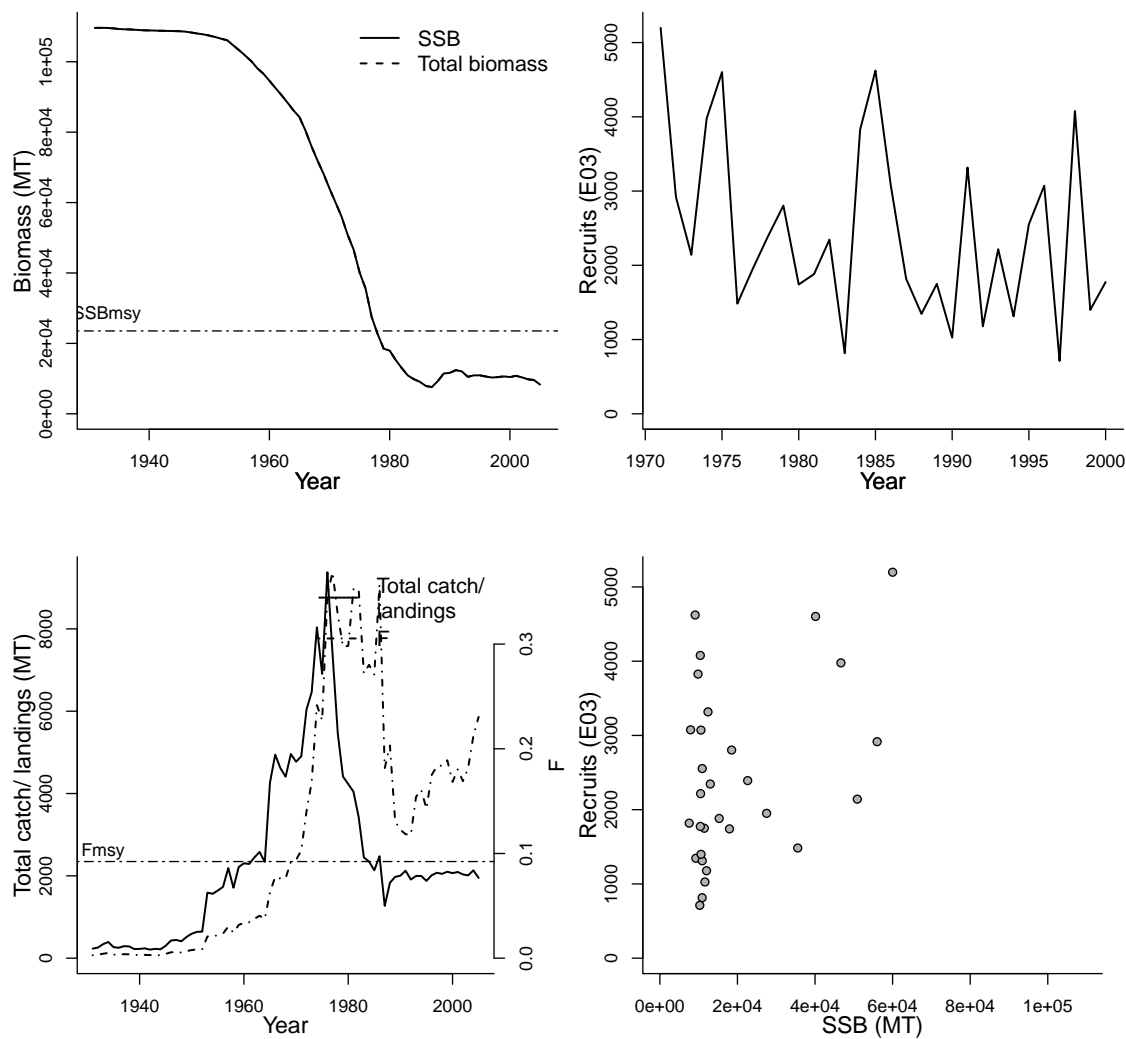 SSB
Total biomass
Biomass (MT)
0e+00
2e+04
4e+04
6e+04
8e+04
1e+05
SSBmsy
1940
1960
1980
2000
Year
Recruits (E03)
0
1000
2000
3000
4000
5000
1970
1975
1980
1985
1990
1995
2000
Year
Total catch/ landings (MT)
0
2000
4000
6000
8000
Total catch/
landings
F
Fmsy
0.0
0.1
0.2
0.3
F
1940
1960
1980
2000
Year
Recruits (E03)
0
1000
2000
3000
4000
5000
0e+00
2e+04
4e+04
6e+04
8e+04
1e+05
SSB (MT)